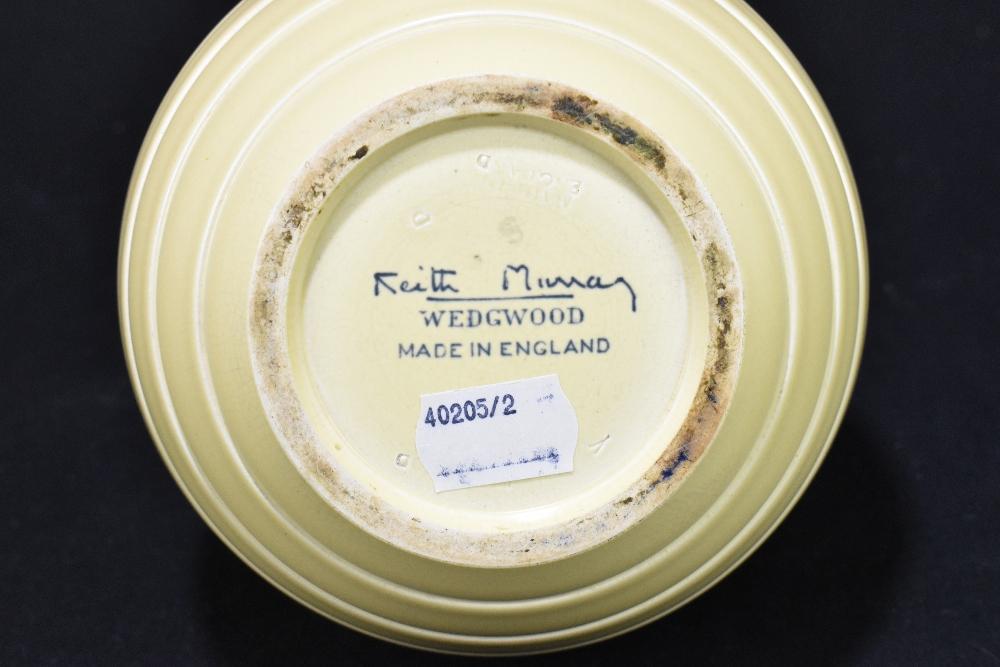 Keith Murray
WEDGWOOD
MADE IN ENGLAND
40205/2